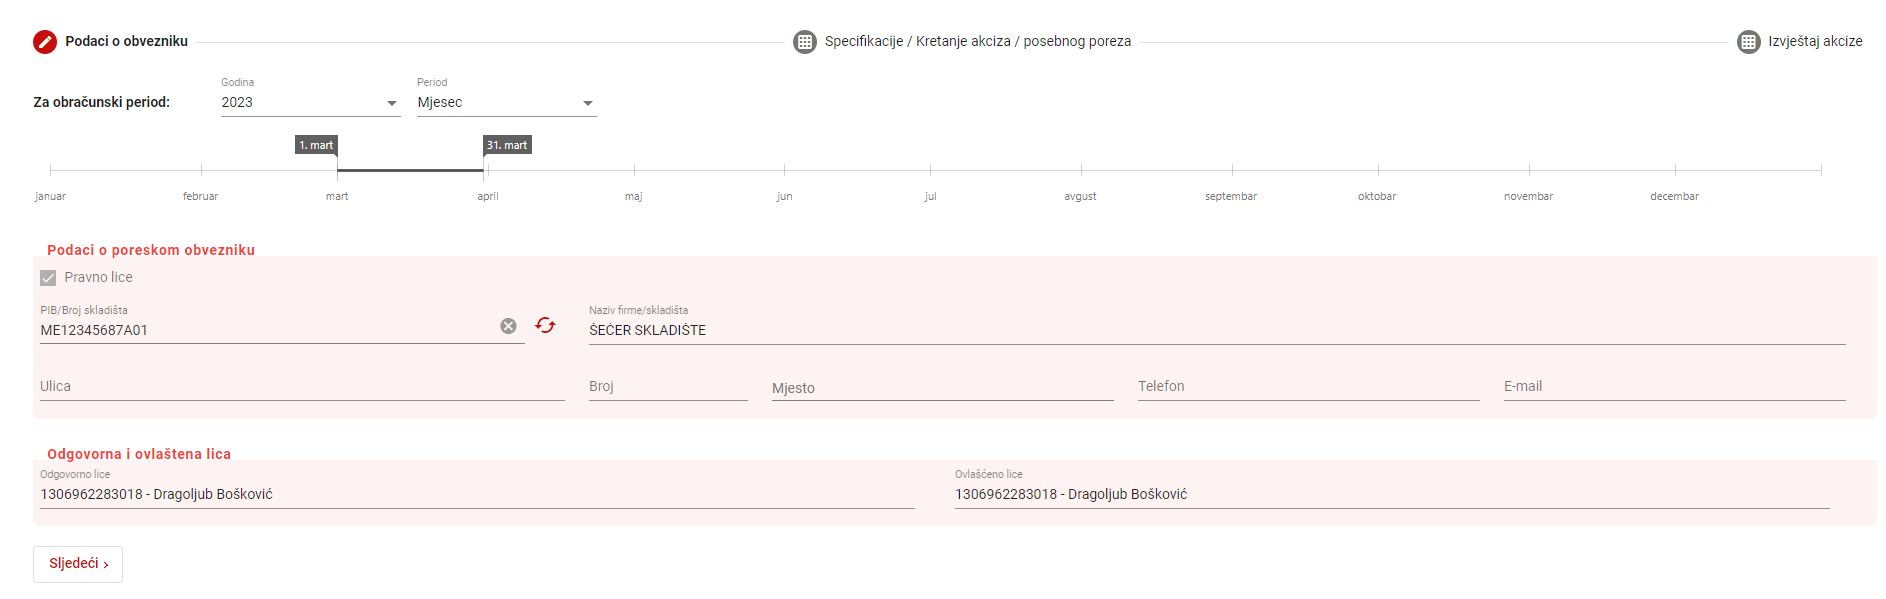 Podaci o obvezniku
Specifikacije / Kretanje akciza / posebnog poreza
Izvještaj akcize
Godina
Period
Za obračunski period:
2023
Mjesec
1. mart
31. mart
januar
februar
mart
april
maj
jun
jul
avgust
septembar
oktobar
novembar
decembar
Podaci o poreskom obvezniku
Pravno lice
PIB/Broj skladišta
Naziv firme/skladišta
ME12345687A01
ŠEĆER SKLADIŠTE
Ulica
Broj
Mjesto
Telefon
E-mail
Odgovorna i ovlaštena lica
Odgovorno lice
Ovlašćeno lice
1306962283018 - Dragoljub Bošković
1306962283018 - Dragoljub Bošković
Sljedeći ›